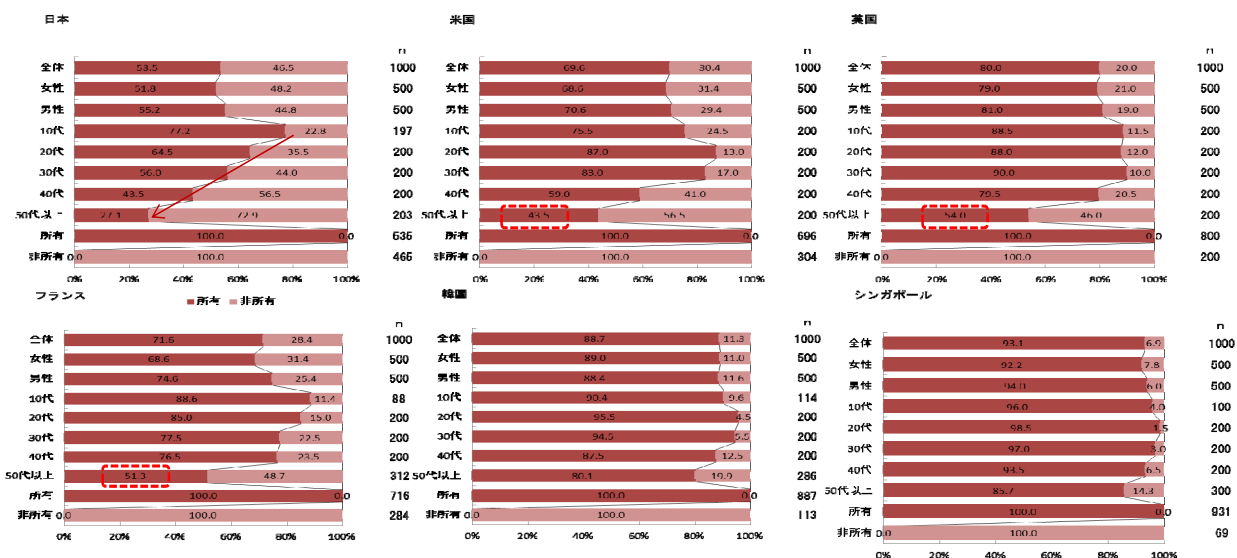 日本
n
全体 53.5 46.5 1000
女性 51.8 48.2 500
男性 55.2 44.8 500
10代 77.2 22.8 197
20代 64.5 35.5 200
30代 56.0 44.0 200
40代 43.5 56.5 200
50代以上 27.1 72.9 203
所有 100.0 0.0 535
非所有 0.0 100.0 465
0% 20% 40% 60% 80% 100%
米国
n
全体 69.6 30.4 1000
女性 68.6 31.4 500
男性 70.6 29.4 500
10代 75.5 24.5 200
20代 87.0 13.0 200
30代 83.0 17.0 200
40代 59.0 41.0 200
50代以上 43.5 56.5 200
所有 100.0 0.0 696
非所有 0.0 100.0 304
0% 20% 40% 60% 80% 100%
英国
n
全体 80.0 20.0 1000
女性 79.0 21.0 500
男性 81.0 19.0 500
10代 88.5 11.5 200
20代 88.0 12.0 200
30代 90.0 10.0 200
40代 79.5 20.5 200
50代以上 54.0 46.0 200
所有 100.0 0.0 800
非所有 0.0 100.0 200
0% 20% 40% 60% 80% 100%
所有 非所有
フランス
n
全体 71.6 28.4 1000
女性 68.6 31.4 500
男性 74.6 25.4 500
10代 88.6 11.4 88
20代 85.0 15.0 200
30代 77.5 22.5 200
40代 76.5 23.5 200
50代以上 51.3 48.7 312
所有 100.0 0.0 716
非所有 0.0 100.0 284
0% 20% 40% 60% 80% 100%
韓国
n
全体 88.7 11.3 1000
女性 89.0 11.0 500
男性 88.4 11.6 500
10代 90.4 9.6 114
20代 95.5 4.5 200
30代 94.5 5.5 200
40代 87.5 12.5 200
50代以上 80.1 19.9 286
所有 100.0 0.0 887
非所有 0.0 100.0 113
0% 20% 40% 60% 80% 100%
シンガポール
n
全体 93.1 6.9 1000
女性 92.2 7.8 500
男性 94.0 6.0 500
10代 96.0 4.0 100
20代 98.5 1.5 200
30代 97.0 3.0 200
40代 93.5 6.5 200
50代以上 85.7 14.3 300
所有 100.0 0.0 931
非所有 0.0 100.0 69
0% 20% 40% 60% 80% 100%